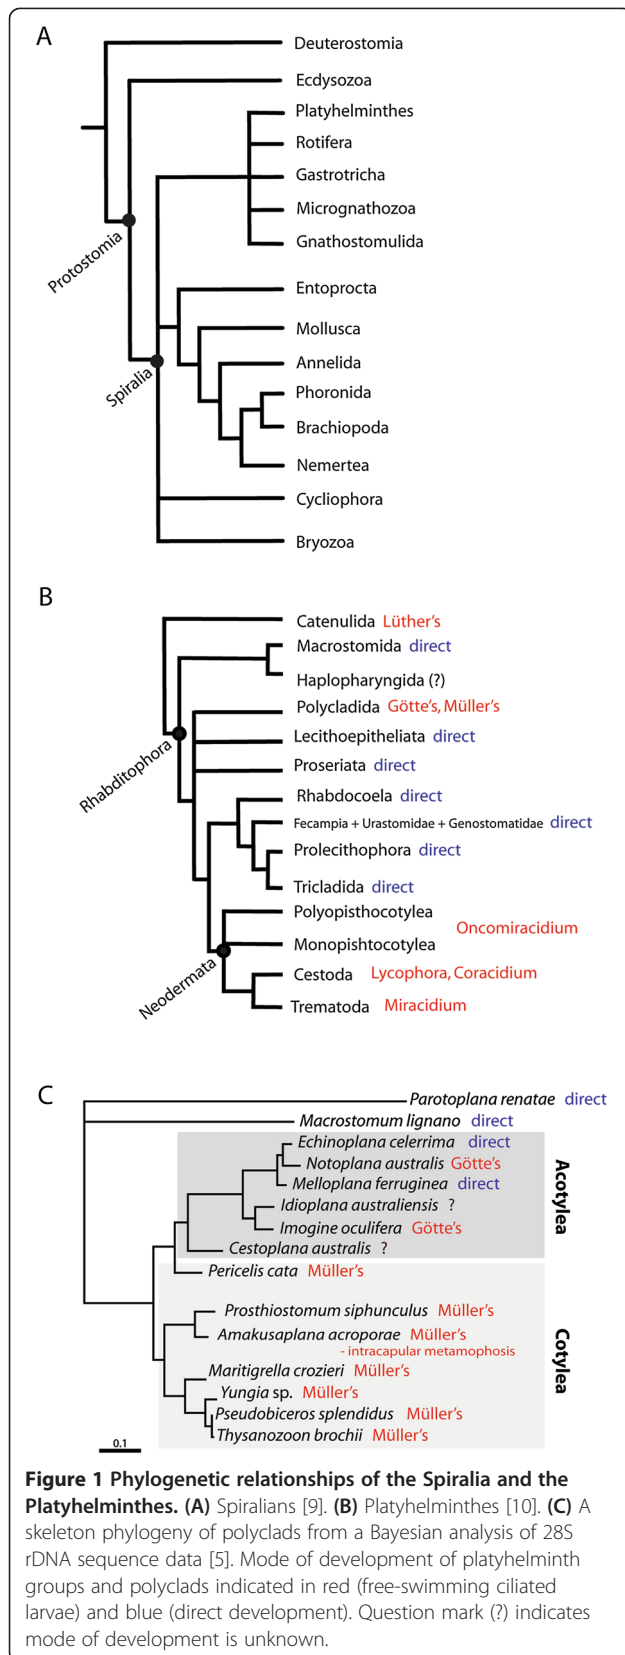 A
Deuterostomia
Ecdysozoa
Platyhelminthes
Rotifera
Gastrotricha
Micrognathozoa
Gnathostomulida
Protostomia
Entoprocta
Mollusca
Spiralia
Annelida
Phoronida
Brachiopoda
Nemertea
Cycliophora
Bryozoa
B
Catenulida Lüther's
Macrostomida direct
Haplopharyngida (?)
Polycladida Götte's, Müller's
Rhabditophora
Lecithoepitheliata direct
Proseriata direct
Rhabdocoela direct
Fecampia + Urastomidae + Genostomatidae direct
Prolecithophora direct
Tricladida direct
Polyopisthocotylea
Oncomiracidium
Monopishtocotylea
Neodermata
Cestoda Lycophora, Coracidium
Trematoda Miracidium
C
Parotoplana renatae direct
Macrostomum lignano direct
Echinoplana celerrima direct
Notoplana australis Götte's
Melloplana ferruginea direct
Idioplana australiensis ?
Imogine oculifera Götte's
Cestoplana australis ?
Acotylea
Pericelis cata Müller's
Prosthiostomum siphunculus Müller's
Amakusaplana acroporae Müller's
- intracapular metamophosis
Maritigrella crozieri Müller's
Yungia sp. Müller's
Pseudobiceros splendidus Müller's
Thysanozoon brochii Müller's
Cotylea
0.1
Figure 1 Phylogenetic relationships of the Spiralia and the
Platyhelminthes. (A) Spiralians [9]. (B) Platyhelminthes [10]. (C) A
skeleton phylogeny of polyclads from a Bayesian analysis of 28S
rDNA sequence data [5]. Mode of development of platyhelminth
groups and polyclads indicated in red (free-swimming ciliated
larvae) and blue (direct development). Question mark (?) indicates
mode of development is unknown.